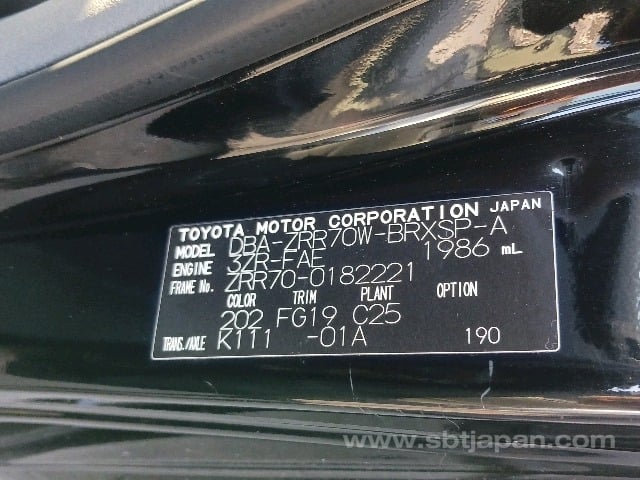 TOYOTA MOTOR CORPORATION JAPAN
MODEL DBA-ZRR70W-BRXSP-A
ENGINE 3ZR-FAE 1986 mL
FRAME No. ZRR70-0182221
COLOR TRIM PLANT OPTION
202 FG19 C25
TRANS./AXLE K111 -01A 190
www.sbtjapan.com